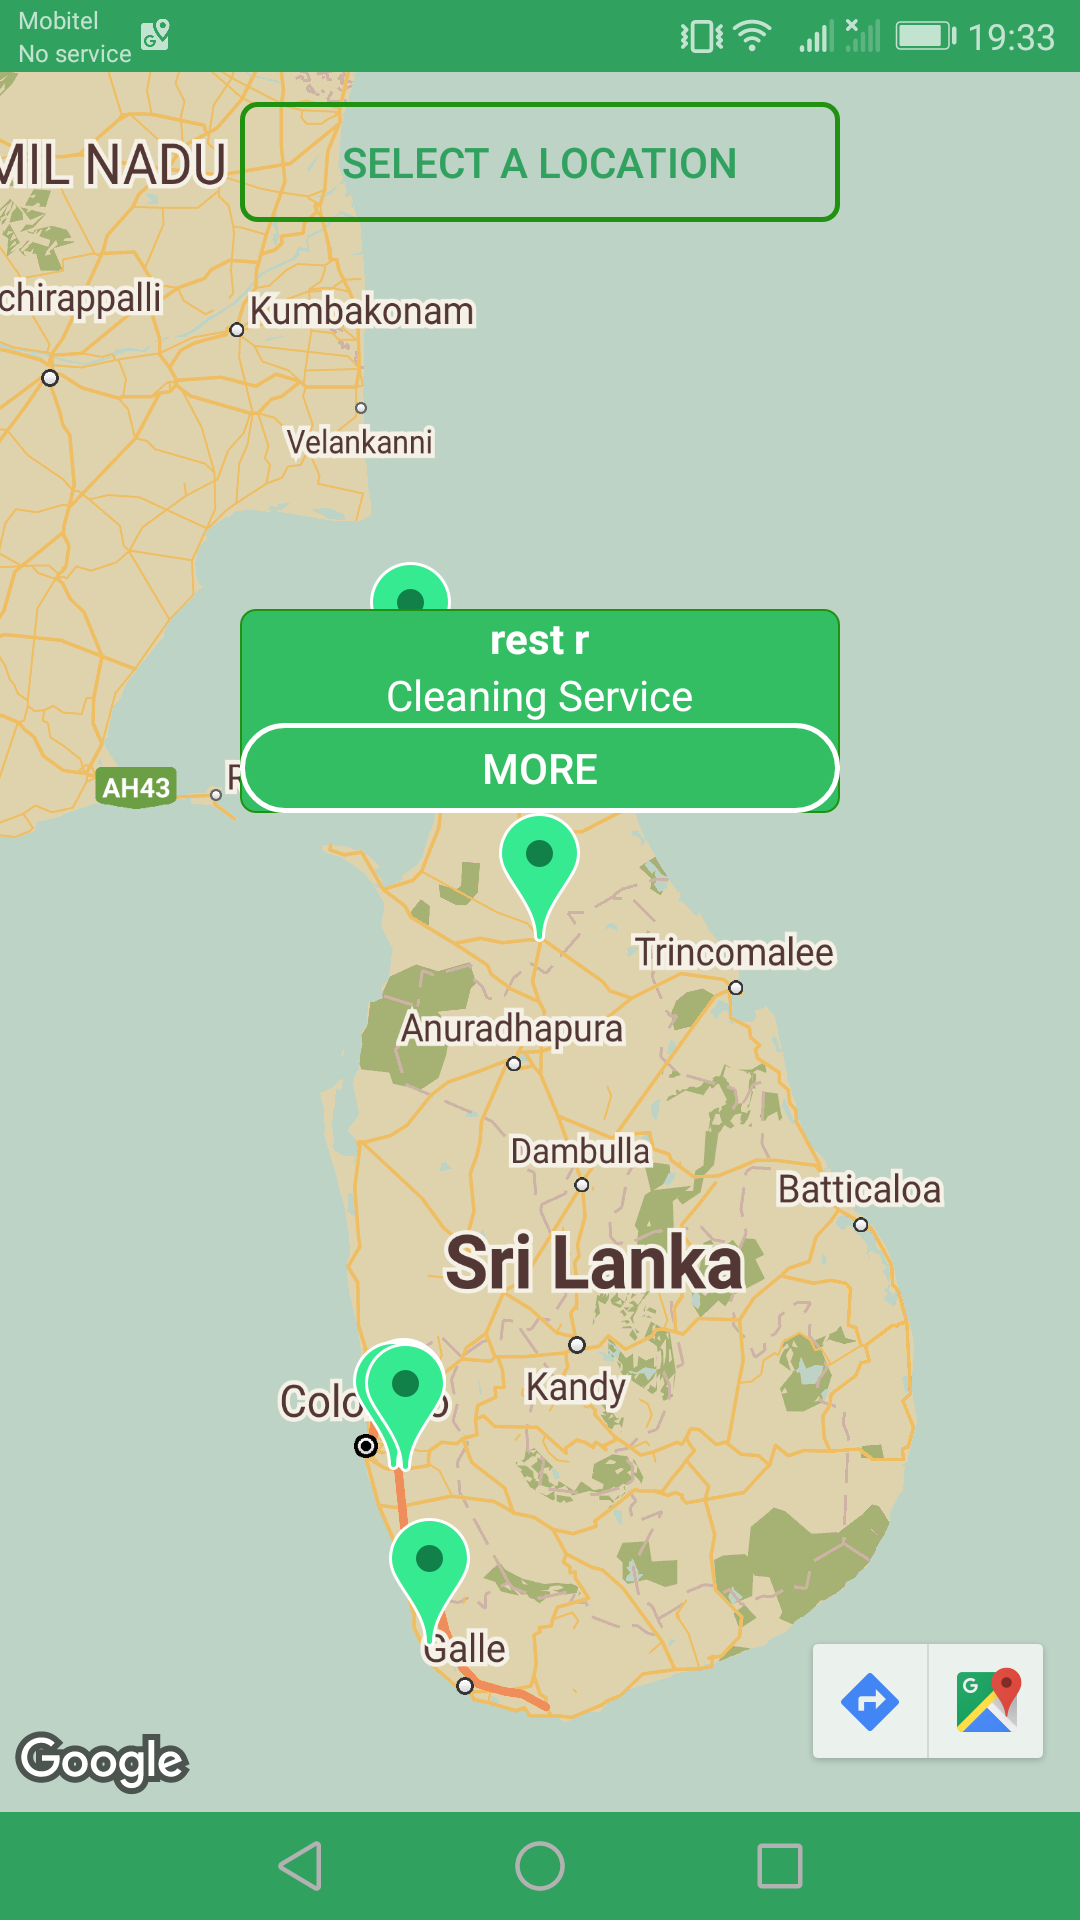 Mobitel
No service
19:33
MIL NADU
SELECT A LOCATION
chirappalli
Kumbakonam
Velankanni
rest r
Cleaning Service
MORE
AH43
R
Trincomalee
Anuradhapura
Dambulla
Batticaloa
Sri Lanka
Kandy
Galle
G
Google